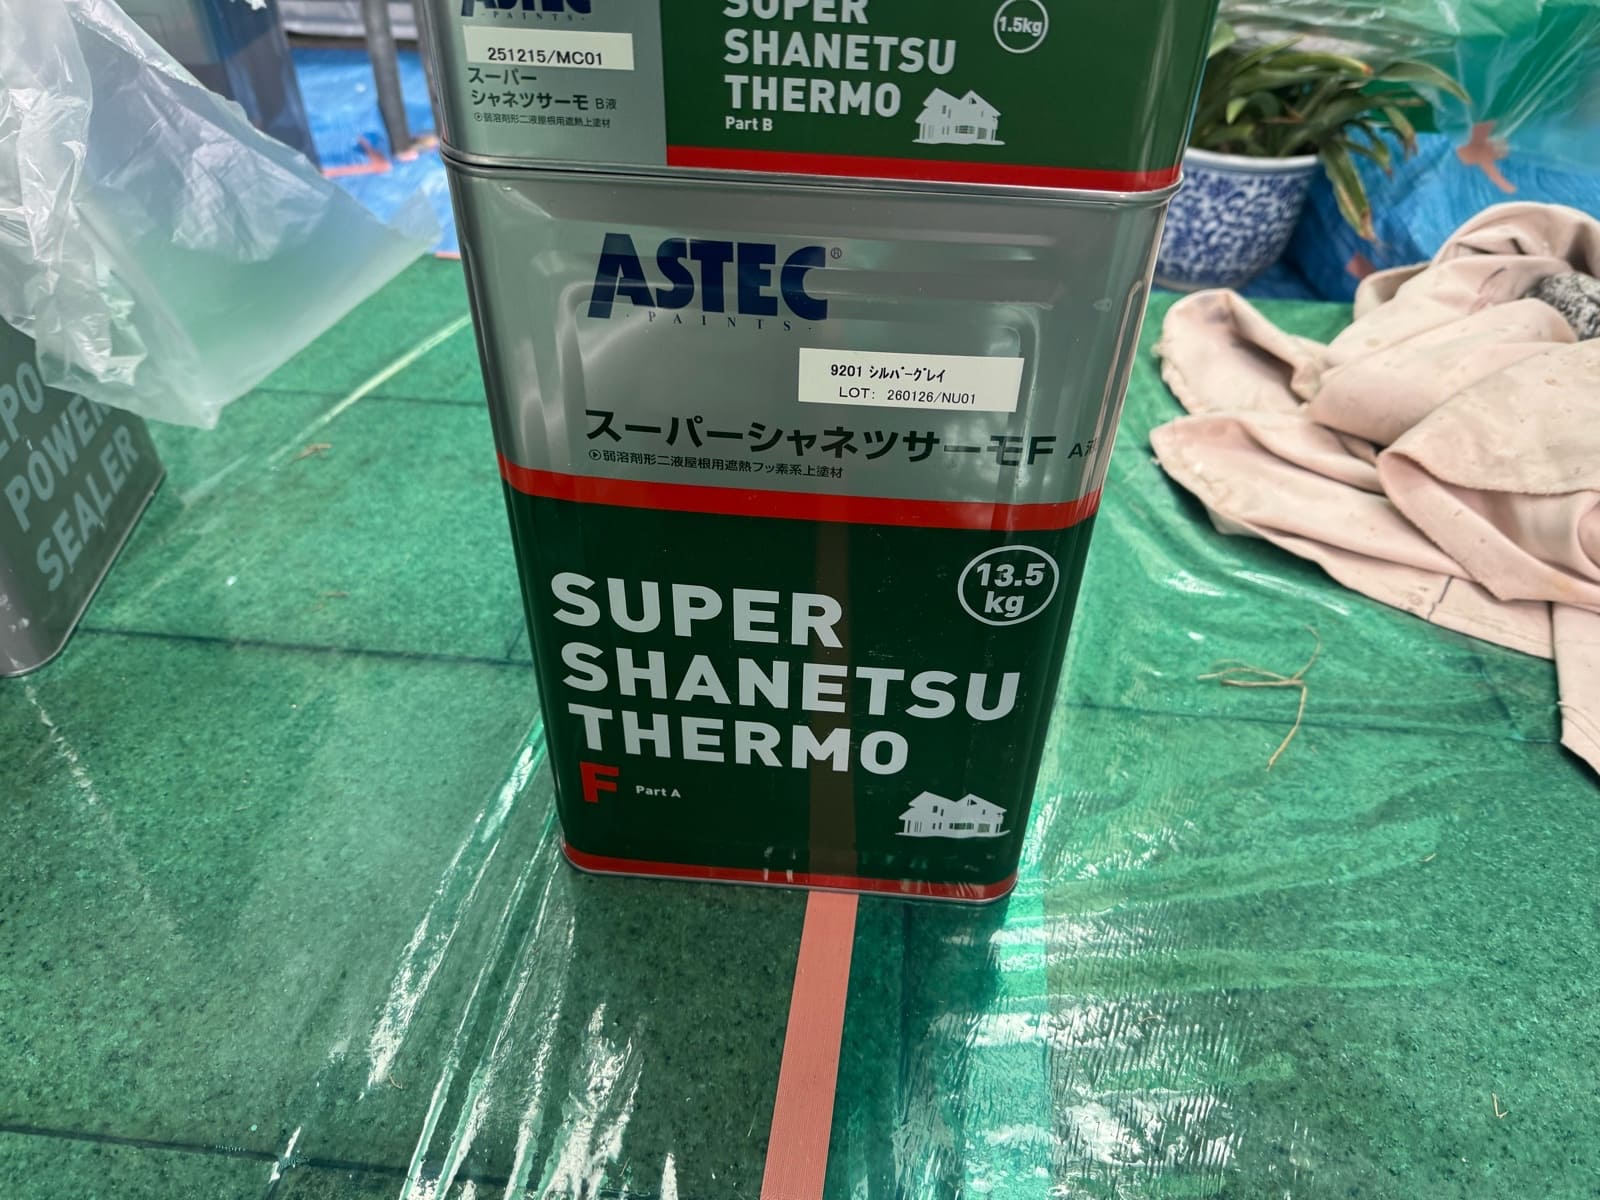 ASTEC
PAINTS
251215/MC01
スーパー
シャネツサーモ B液
弱溶剤形二液屋根用遮熱上塗材
SUPER
SHANETSU
THERMO
Part B
1.5kg
ASTEC®
PAINTS
9201 シルバーグレイ
LOT: 260126/NU01
スーパーシャネツサーモF A液
弱溶剤形二液屋根用遮熱フッ素系上塗材
13.5
kg
SUPER
SHANETSU
THERMO
F Part A
POWER
SEALER